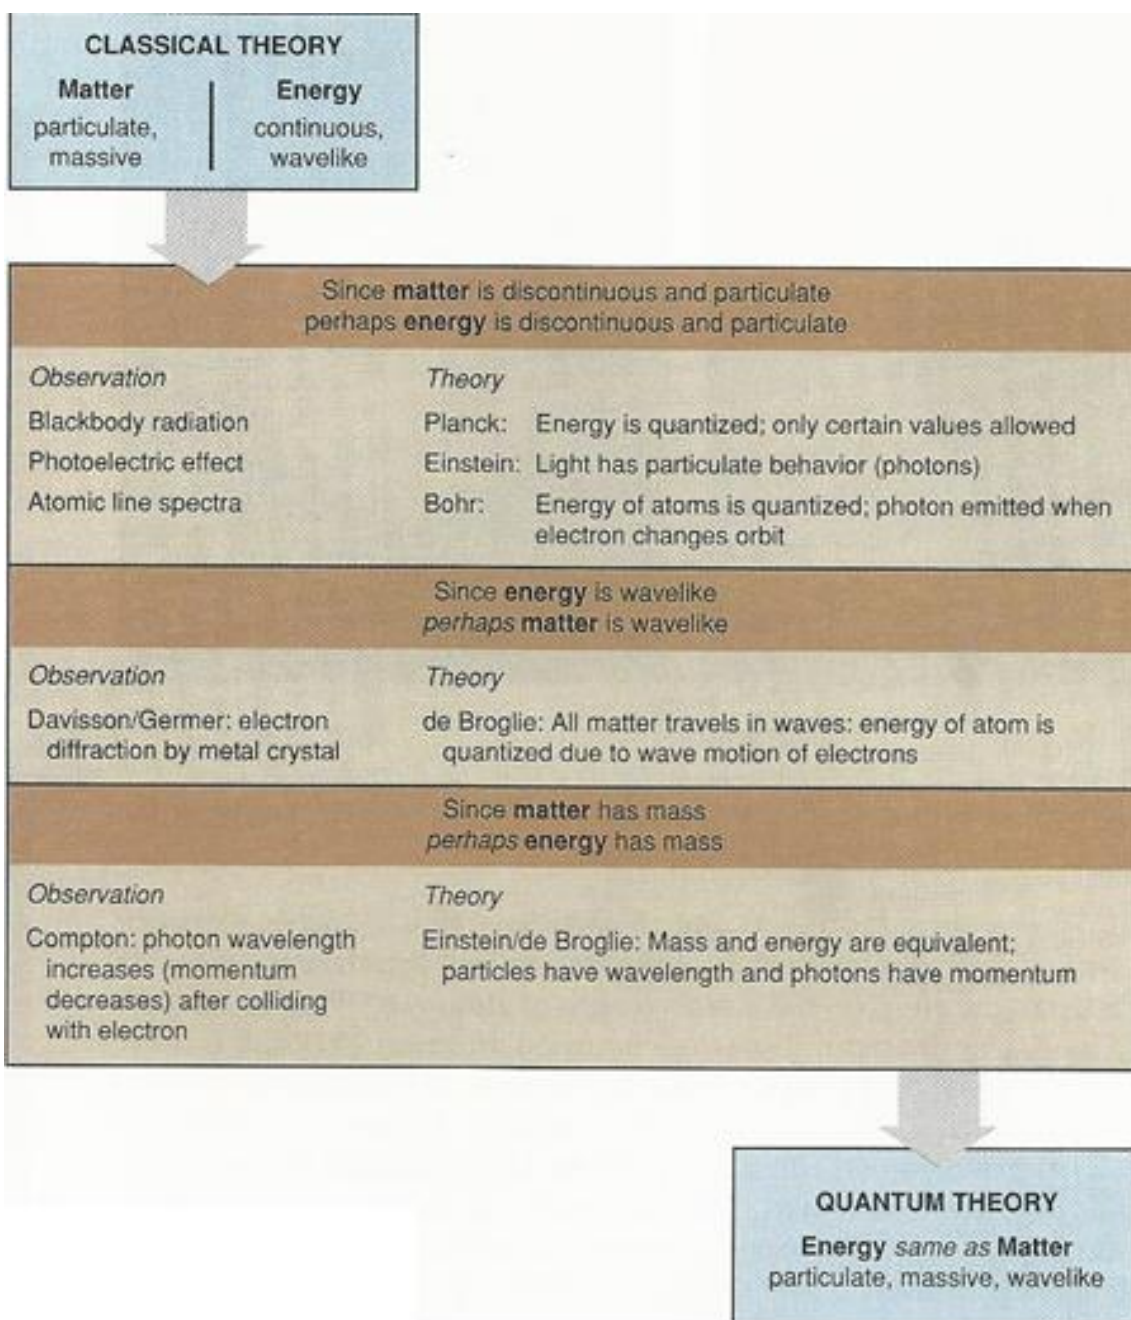 CLASSICAL THEORY
Matter
particulate,
massive
Energy
continuous,
wavelike
Since matter is discontinuous and particulate
perhaps energy is discontinuous and particulate
Observation
Theory
Blackbody radiation
Planck: Energy is quantized; only certain values allowed
Photoelectric effect
Einstein: Light has particulate behavior (photons)
Atomic line spectra
Bohr: Energy of atoms is quantized; photon emitted when
electron changes orbit
Since energy is wavelike
perhaps matter is wavelike
Observation
Theory
Davisson/Germer: electron
diffraction by metal crystal
de Broglie: All matter travels in waves: energy of atom is
quantized due to wave motion of electrons
Since matter has mass
perhaps energy has mass
Observation
Theory
Compton: photon wavelength
increases (momentum
decreases) after colliding
with electron
Einstein/de Broglie: Mass and energy are equivalent;
particles have wavelength and photons have momentum
QUANTUM THEORY
Energy same as Matter
particulate, massive, wavelike